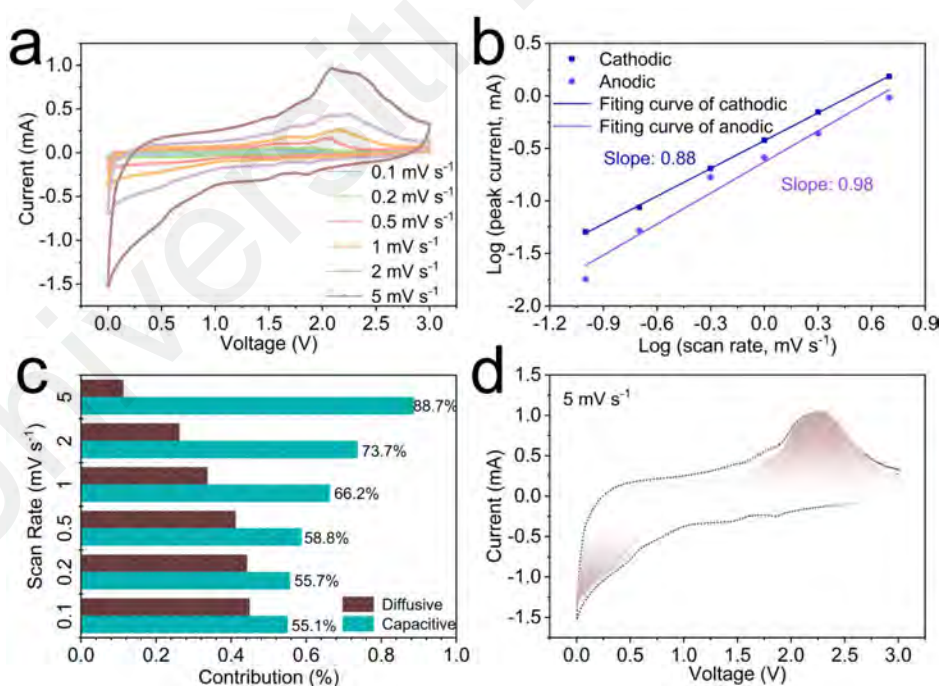 a
Current (mA)
1.0
0.5
0.0
-0.5
-1.0
-1.5
0.1 mV s⁻¹
0.2 mV s⁻¹
0.5 mV s⁻¹
1 mV s⁻¹
2 mV s⁻¹
5 mV s⁻¹
0.0 0.5 1.0 1.5 2.0 2.5 3.0
Voltage (V)
b
Log (peak current, mA)
0.5
0.0
-0.5
-1.0
-1.5
-2.0
Cathodic
Anodic
Fiting curve of cathodic
Fiting curve of anodic
Slope: 0.88
Slope: 0.98
-1.2 -0.9 -0.6 -0.3 0.0 0.3 0.6 0.9
Log (scan rate, mV s⁻¹)
c
Scan Rate (mV s⁻¹)
5
88.7%
2
73.7%
1
66.2%
0.5
58.8%
0.2
55.7%
0.1
55.1%
Diffusive
Capacitive
0.0 0.2 0.4 0.6 0.8 1.0
Contribution (%)
d
Current (mA)
1.5
1.0
0.5
0.0
-0.5
-1.0
-1.5
5 mV s⁻¹
0.0 0.5 1.0 1.5 2.0 2.5 3.0
Voltage (V)